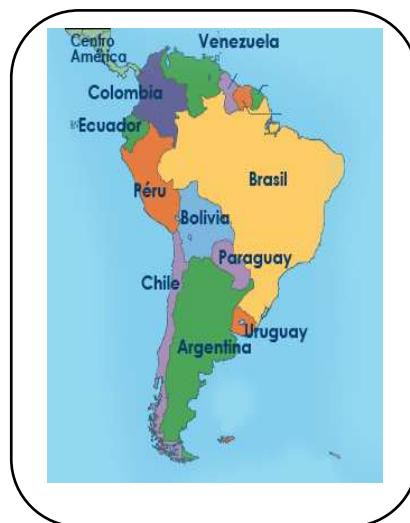 Centro
América
Venezuela
Colombia
Ecuador
Brasil
Péru
Bolivia
Paraguay
Chile
Uruguay
Argentina